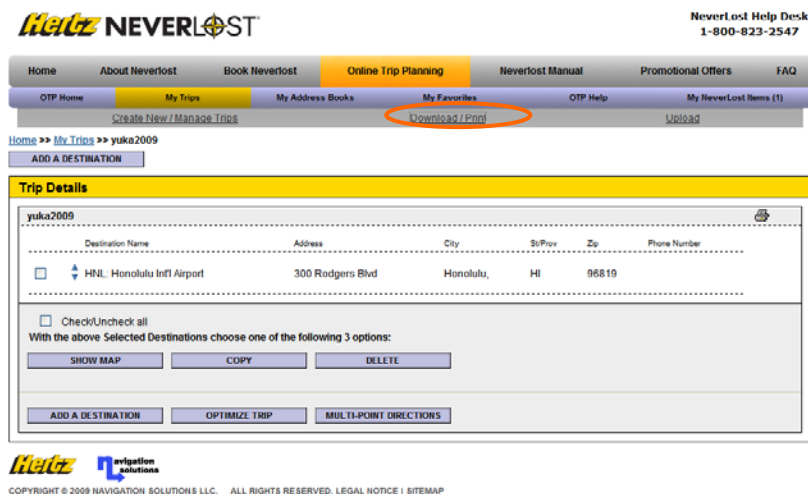 Hertz NEVERLOST
NeverLost Help Desk
1-800-823-2547
Home About Neverlost Book Neverlost Online Trip Planning Neverlost Manual Promotional Offers FAQ
OTP Home My Trips My Address Books My Favorites OTP Help My NeverLost Items (1)
Create New / Manage Trips Download / Print Upload
Home >> My Trips >> yuka2009
ADD A DESTINATION
Trip Details
yuka2009
Destination Name Address City St/Prov Zip Phone Number
HNL: Honolulu Int'l Airport 300 Rodgers Blvd Honolulu, HI 96819
Check/Uncheck all
With the above Selected Destinations choose one of the following 3 options:
SHOW MAP COPY DELETE
ADD A DESTINATION OPTIMIZE TRIP MULTI-POINT DIRECTIONS
Hertz navigation solutions
COPYRIGHT © 2009 NAVIGATION SOLUTIONS LLC. ALL RIGHTS RESERVED. LEGAL NOTICE | SITEMAP